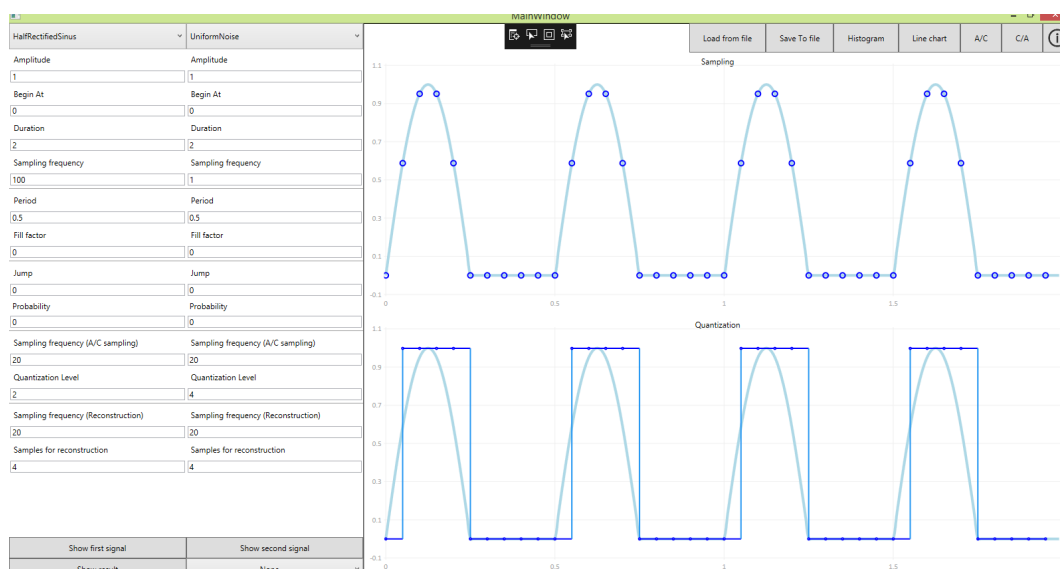 MainWindow
HalfRectifiedSinus UniformNoise
Load from file Save To file Histogram Line chart A/C C/A
Amplitude Amplitude
1 1
Begin At Begin At
0 0
Duration Duration
2 2
Sampling frequency Sampling frequency
100 1
Period Period
0.5 0.5
Fill factor Fill factor
0 0
Jump Jump
0 0
Probability Probability
0 0
Sampling frequency (A/C sampling) Sampling frequency (A/C sampling)
20 20
Quantization Level Quantization Level
2 4
Sampling frequency (Reconstruction) Sampling frequency (Reconstruction)
20 20
Samples for reconstruction Samples for reconstruction
4 4
Show first signal Show second signal
Show result None
Sampling
1.1
0.9
0.7
0.5
0.3
0.1
-0.1
0 0.5 1 1.5
Quantization
1.1
0.9
0.7
0.5
0.3
0.1
-0.1
0 0.5 1 1.5